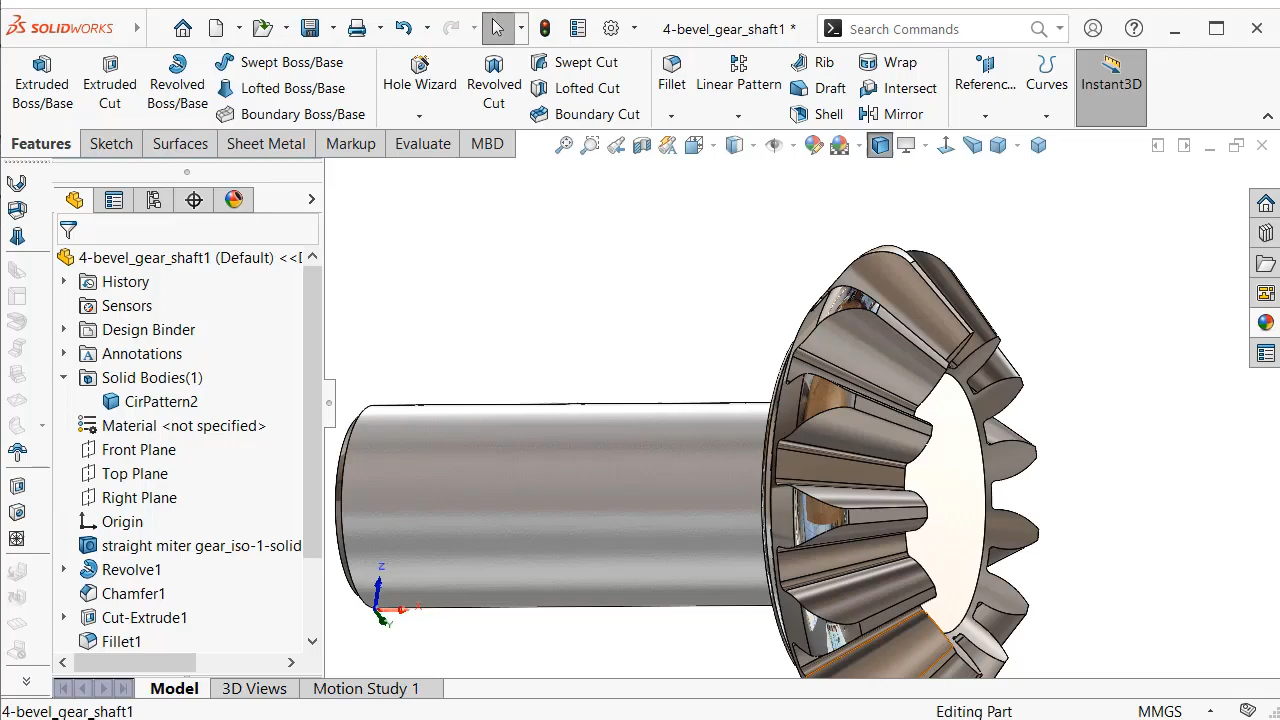 SOLIDWORKS
4-bevel_gear_shaft1 *
Search Commands
Extruded Boss/Base
Extruded Cut
Revolved Boss/Base
Swept Boss/Base
Lofted Boss/Base
Boundary Boss/Base
Hole Wizard
Revolved Cut
Swept Cut
Lofted Cut
Boundary Cut
Fillet
Linear Pattern
Rib
Draft
Shell
Wrap
Intersect
Mirror
Referenc...
Curves
Instant3D
Features
Sketch
Surfaces
Sheet Metal
Markup
Evaluate
MBD
4-bevel_gear_shaft1 (Default) <<D
History
Sensors
Design Binder
Annotations
Solid Bodies(1)
CirPattern2
Material <not specified>
Front Plane
Top Plane
Right Plane
Origin
straight miter gear_iso-1-solid
Revolve1
Chamfer1
Cut-Extrude1
Fillet1
Z
X
Y
Model
3D Views
Motion Study 1
4-bevel_gear_shaft1
Editing Part
MMGS